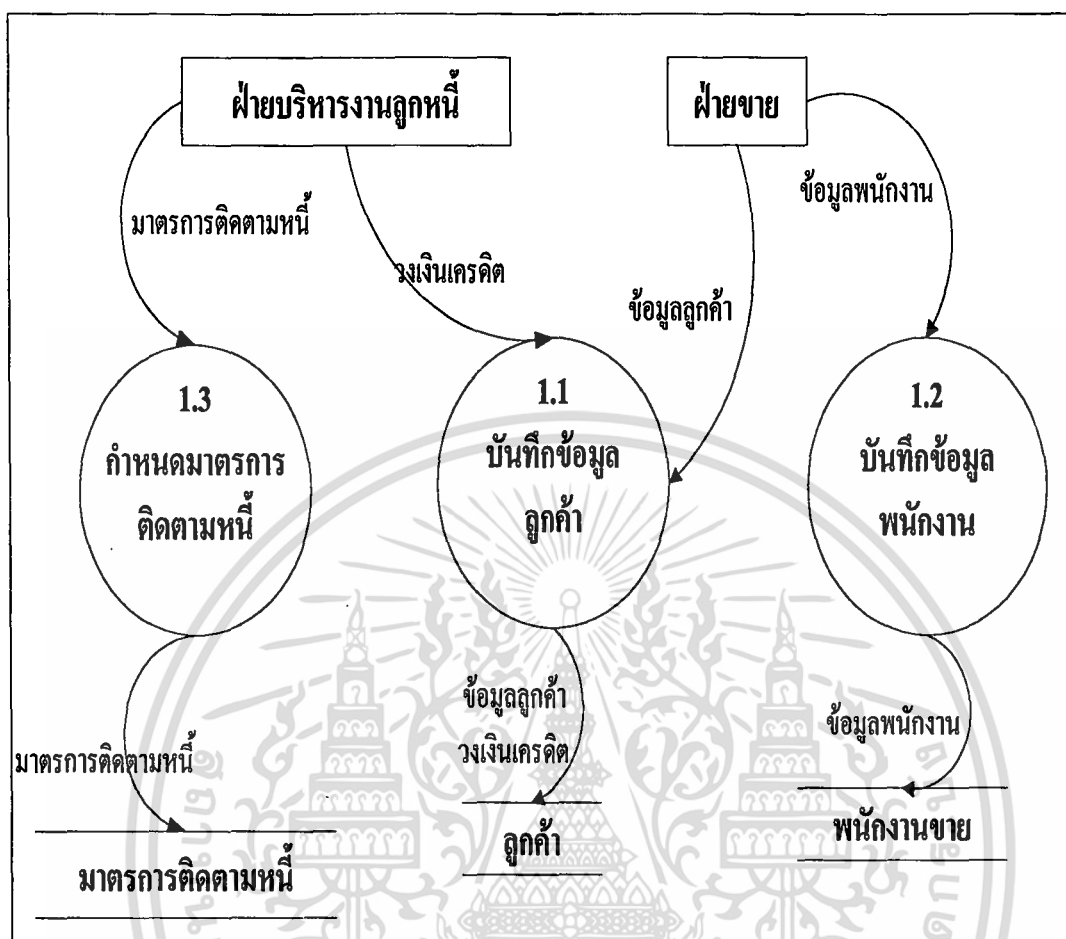 ฝ่ายบริหารงานลูกหนี้
ฝ่ายขาย
มาตรการติดตามหนี้
วงเงินเครดิต
ข้อมูลลูกค้า
ข้อมูลพนักงาน
1.3
กำหนดมาตรการ
ติดตามหนี้
1.1
บันทึกข้อมูล
ลูกค้า
1.2
บันทึกข้อมูล
พนักงาน
มาตรการติดตามหนี้
ข้อมูลลูกค้า
วงเงินเครดิต
ข้อมูลพนักงาน
มาตรการติดตามหนี้
ลูกค้า
พนักงานขาย